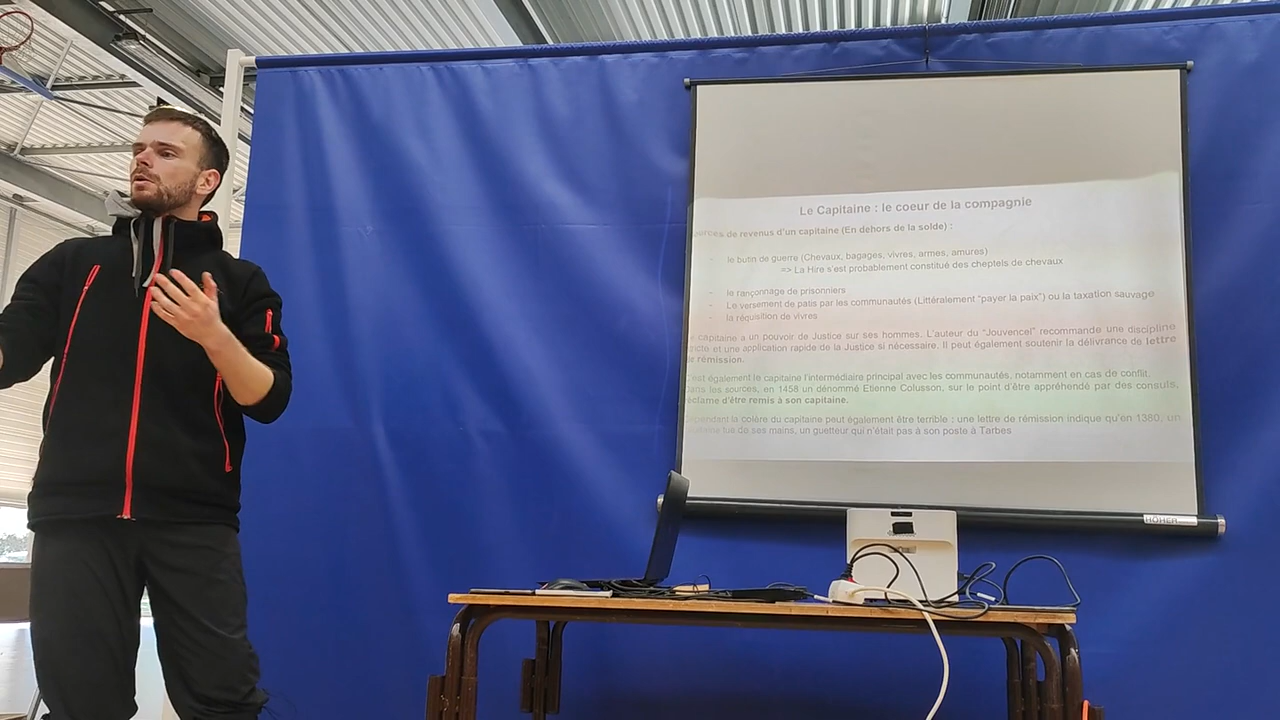 Le Capitaine : le coeur de la compagnie
de revenus d'un capitaine (En dehors de la solde) :
- le butin de guerre (Chevaux, bagages, vivres, armes, amures)
=> La Hire s'est probablement constitué des cheptels de chevaux
- le rançonnage de prisonniers
- Le versement de patis par les communautés (Littéralement "payer la paix") ou la taxation sauvage
- la réquisition de vivres
capitaine a un pouvoir de Justice sur ses hommes. L'auteur du "Jouvencel" recommande une discipline
et une application rapide de la Justice si nécessaire. Il peut également soutenir la délivrance de lettre
rémission.
est également le capitaine l'intermédiaire principal avec les communautés, notamment en cas de conflit.
les sources, en 1458 un dénommé Etienne Colusson, sur le point d'être appréhendé par des consuls,
d'être remis à son capitaine.
la colère du capitaine peut également être terrible : une lettre de rémission indique qu'en 1380, un
tue de ses mains, un guetteur qui n'était pas à son poste à Tarbes
HÖHER